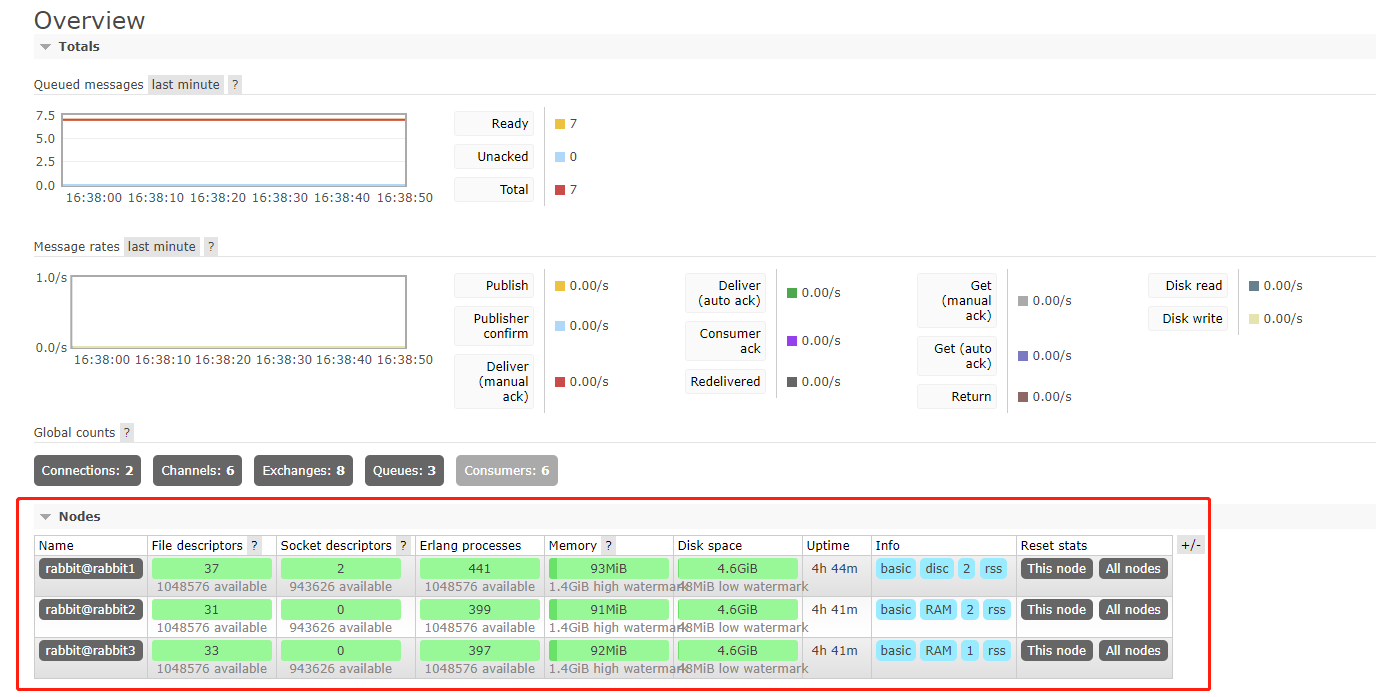 Overview
Totals
Queued messages last minute ?
7.5
5.0
2.5
0.0
16:38:00 16:38:10 16:38:20 16:38:30 16:38:40 16:38:50
Ready 7
Unacked 0
Total 7
Message rates last minute ?
1.0/s
0.0/s
16:38:00 16:38:10 16:38:20 16:38:30 16:38:40 16:38:50
Publish 0.00/s
Publisher
confirm 0.00/s
Deliver
(manual
ack) 0.00/s
Deliver
(auto ack) 0.00/s
Consumer
ack 0.00/s
Redelivered 0.00/s
Get
(manual
ack) 0.00/s
Get (auto
ack) 0.00/s
Return 0.00/s
Disk read 0.00/s
Disk write 0.00/s
Global counts ?
Connections: 2 Channels: 6 Exchanges: 8 Queues: 3 Consumers: 6
Nodes
Name File descriptors ? Socket descriptors ? Erlang processes Memory ? Disk space Uptime Info Reset stats +/-
rabbit@rabbit1 37 2 441 93MiB 4.6GiB 4h 44m basic disc 2 rss This node All nodes
1048576 available 943626 available 1048576 available 1.4GiB high watermark 48MiB low watermark
rabbit@rabbit2 31 0 399 91MiB 4.6GiB 4h 41m basic RAM 2 rss This node All nodes
1048576 available 943626 available 1048576 available 1.4GiB high watermark 48MiB low watermark
rabbit@rabbit3 33 0 397 92MiB 4.6GiB 4h 41m basic RAM 1 rss This node All nodes
1048576 available 943626 available 1048576 available 1.4GiB high watermark 48MiB low watermark